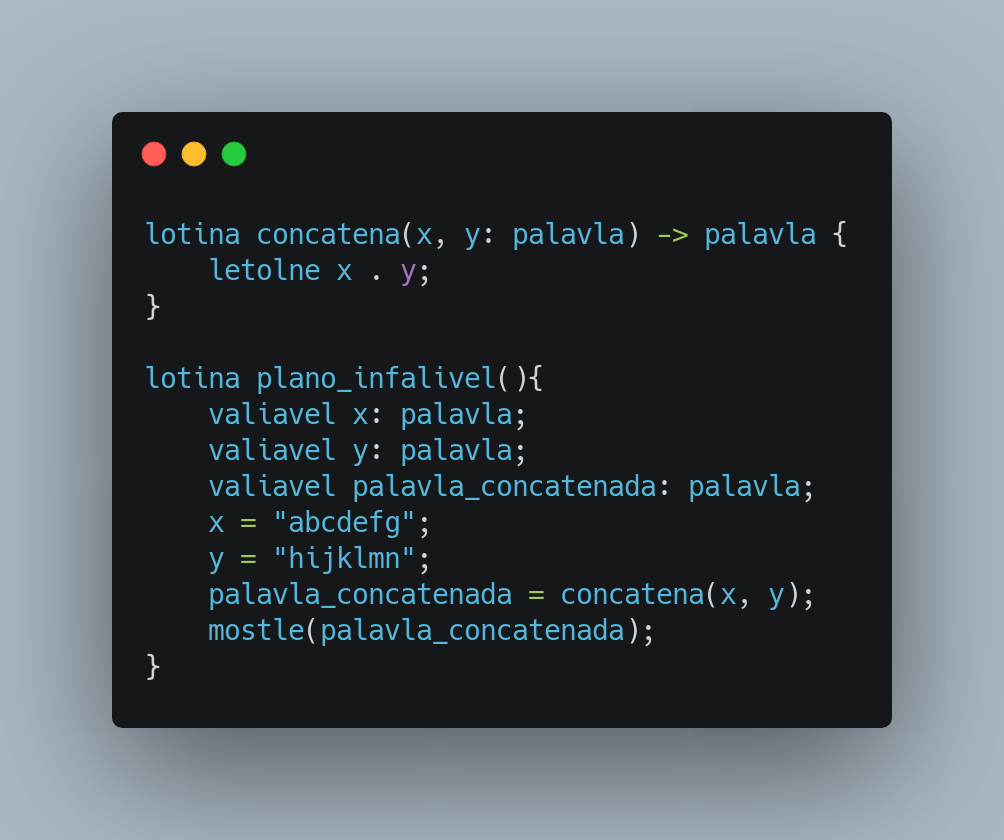 lotina concatena(x, y: palavla) -> palavla {
    letolne x . y;
}
lotina plano_infalivel(){
    valiavel x: palavla;
    valiavel y: palavla;
    valiavel palavla_concatenada: palavla;
    x = "abcdefg";
    y = "hijklmn";
    palavla_concatenada = concatena(x, y);
    mostle(palavla_concatenada);
}